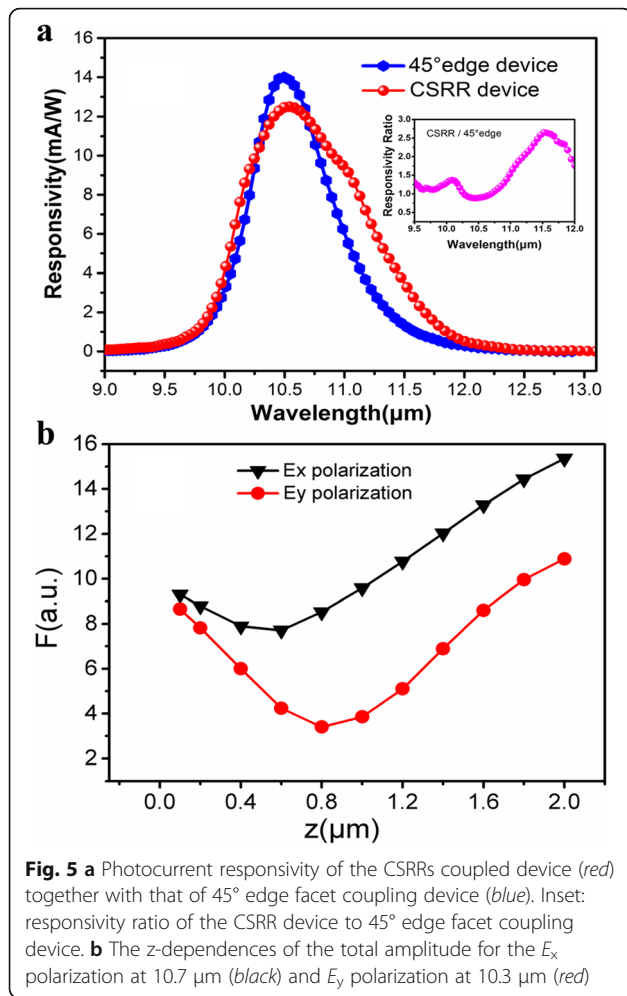 a
16
14
12
10
8
6
4
2
0
Responsivity(mA/W)
45°edge device
CSRR device
3.0
2.5
2.0
1.5
1.0
0.5
Responsivity Ratio
CSRR / 45°edge
9.5 10.0 10.5 11.0 11.5 12.0
Wavelength(μm)
9.0 9.5 10.0 10.5 11.0 11.5 12.0 12.5 13.0
Wavelength(μm)
b
16
14
12
10
8
6
4
2
F(a.u.)
Ex polarization
Ey polarization
0.0 0.4 0.8 1.2 1.6 2.0
z(μm)
Fig. 5 a Photocurrent responsivity of the CSRRs coupled device (red)
together with that of 45° edge facet coupling device (blue). Inset:
responsivity ratio of the CSRR device to 45° edge facet coupling
device. b The z-dependences of the total amplitude for the Ex
polarization at 10.7 μm (black) and Ey polarization at 10.3 μm (red)